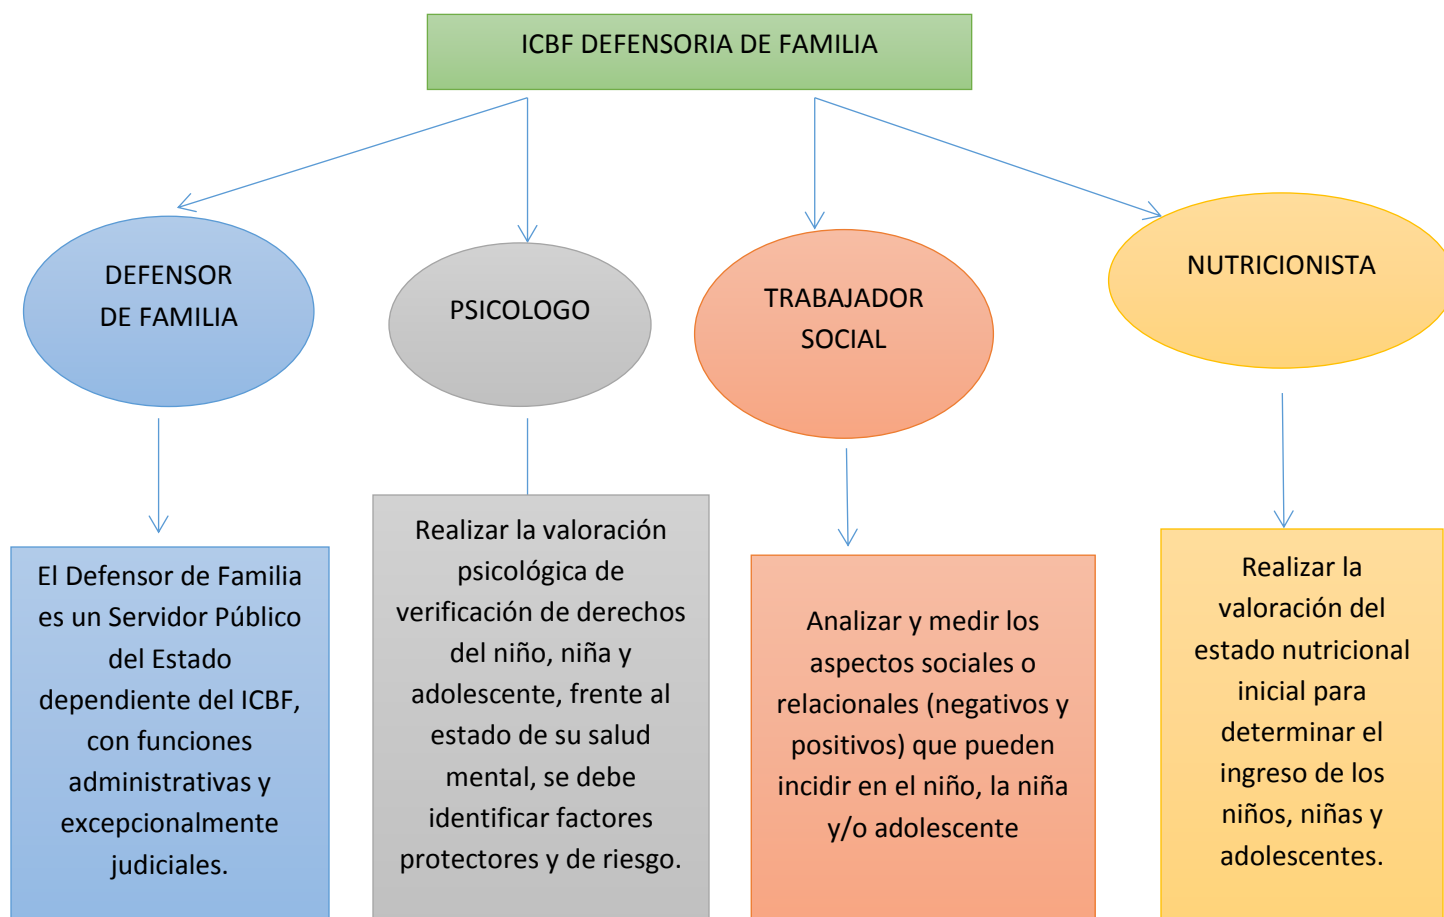 ICBF DEFENSORIA DE FAMILIA
DEFENSOR
DE FAMILIA
PSICOLOGO
TRABAJADOR
SOCIAL
NUTRICIONISTA
El Defensor de Familia
es un Servidor Público
del Estado
dependiente del ICBF,
con funciones
administrativas y
excepcionalmente
judiciales.
Realizar la valoración
psicológica de
verificación de derechos
del niño, niña y
adolescente, frente al
estado de su salud
mental, se debe
identificar factores
protectores y de riesgo.
Analizar y medir los
aspectos sociales o
relacionales (negativos y
positivos) que pueden
incidir en el niño, la niña
y/o adolescente
Realizar la
valoración del
estado nutricional
inicial para
determinar el
ingreso de los
niños, niñas y
adolescentes.